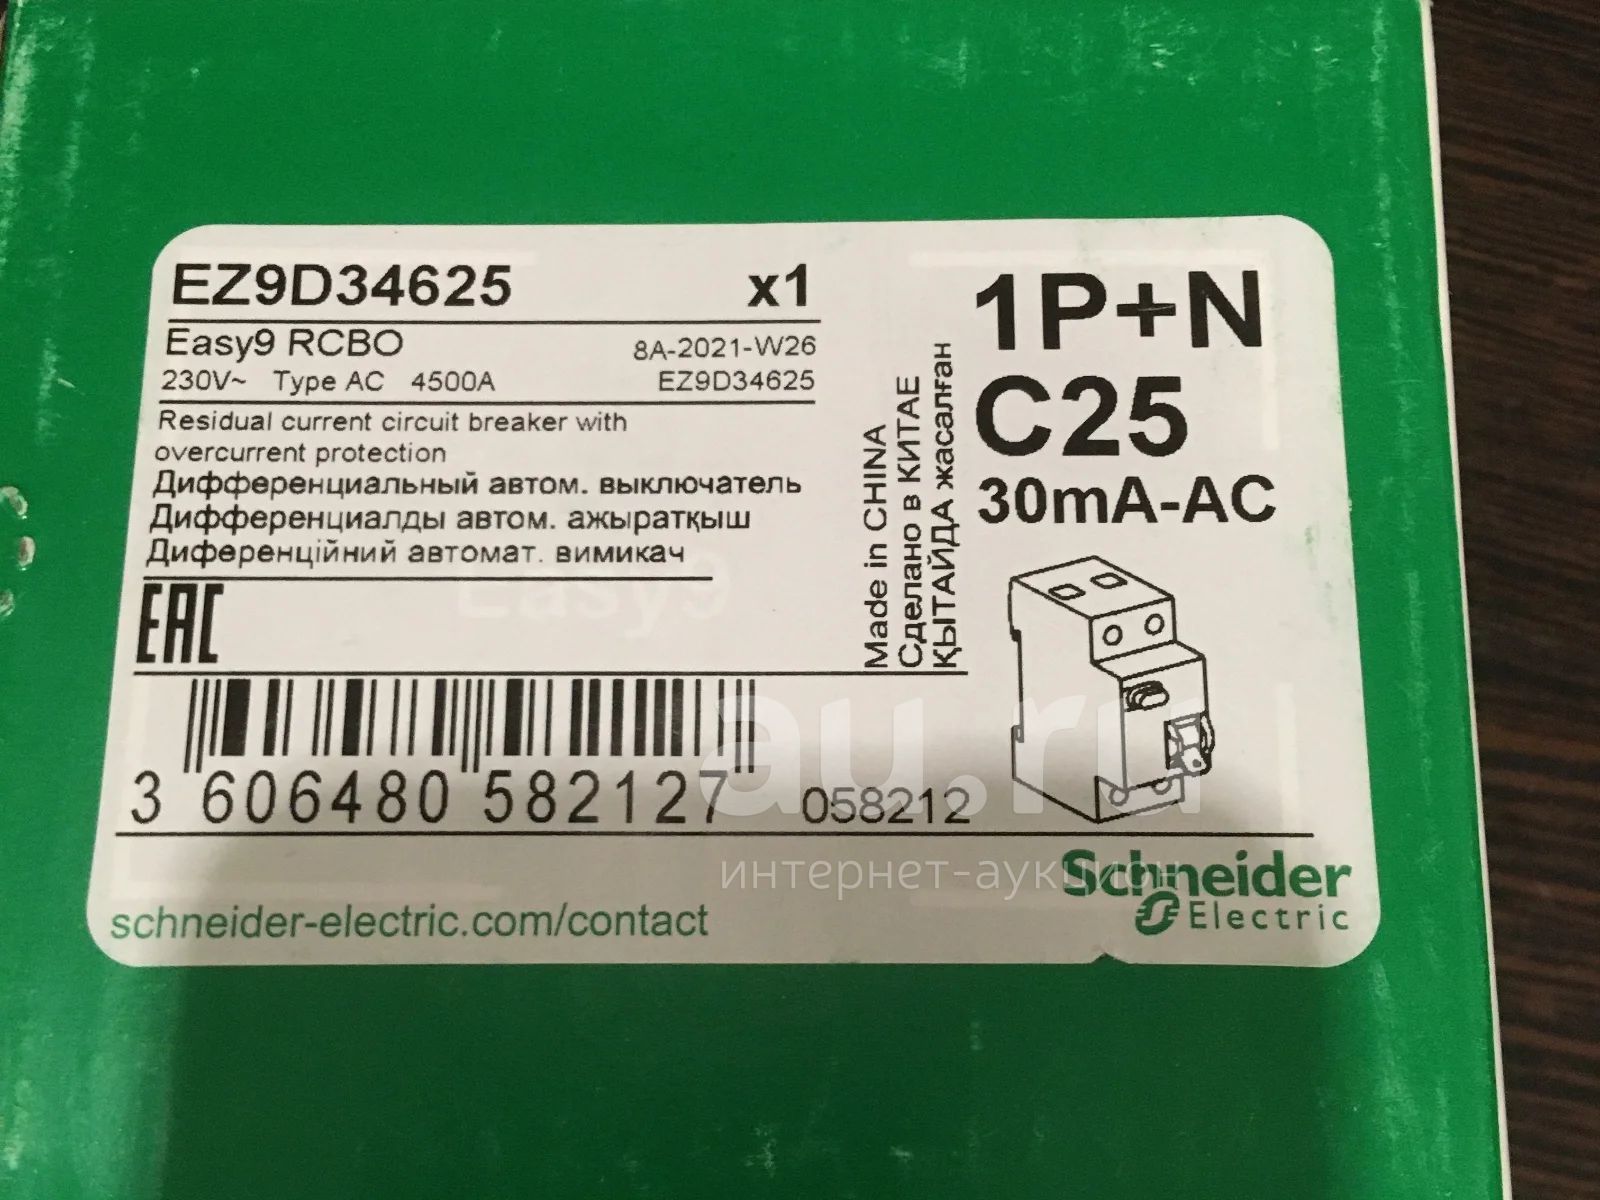 EZ9D34625 x1
Easy9 RCBO 8A-2021-W26
230V~ Type AC 4500A EZ9D34625
Residual current circuit breaker with
overcurrent protection
Дифференциальный автом. выключатель
Дифференциалды автом. ажыратқыш
Диференційний автомат. вимикач
Easy9
EAC
Made in CHINA
Сделано в КИТАЕ
ҚЫТАЙДА жасалған
1P+N
C25
30mA-AC
3 606480 582127 058212
au.ru
интернет-аукцион
schneider-electric.com/contact
Schneider
Electric